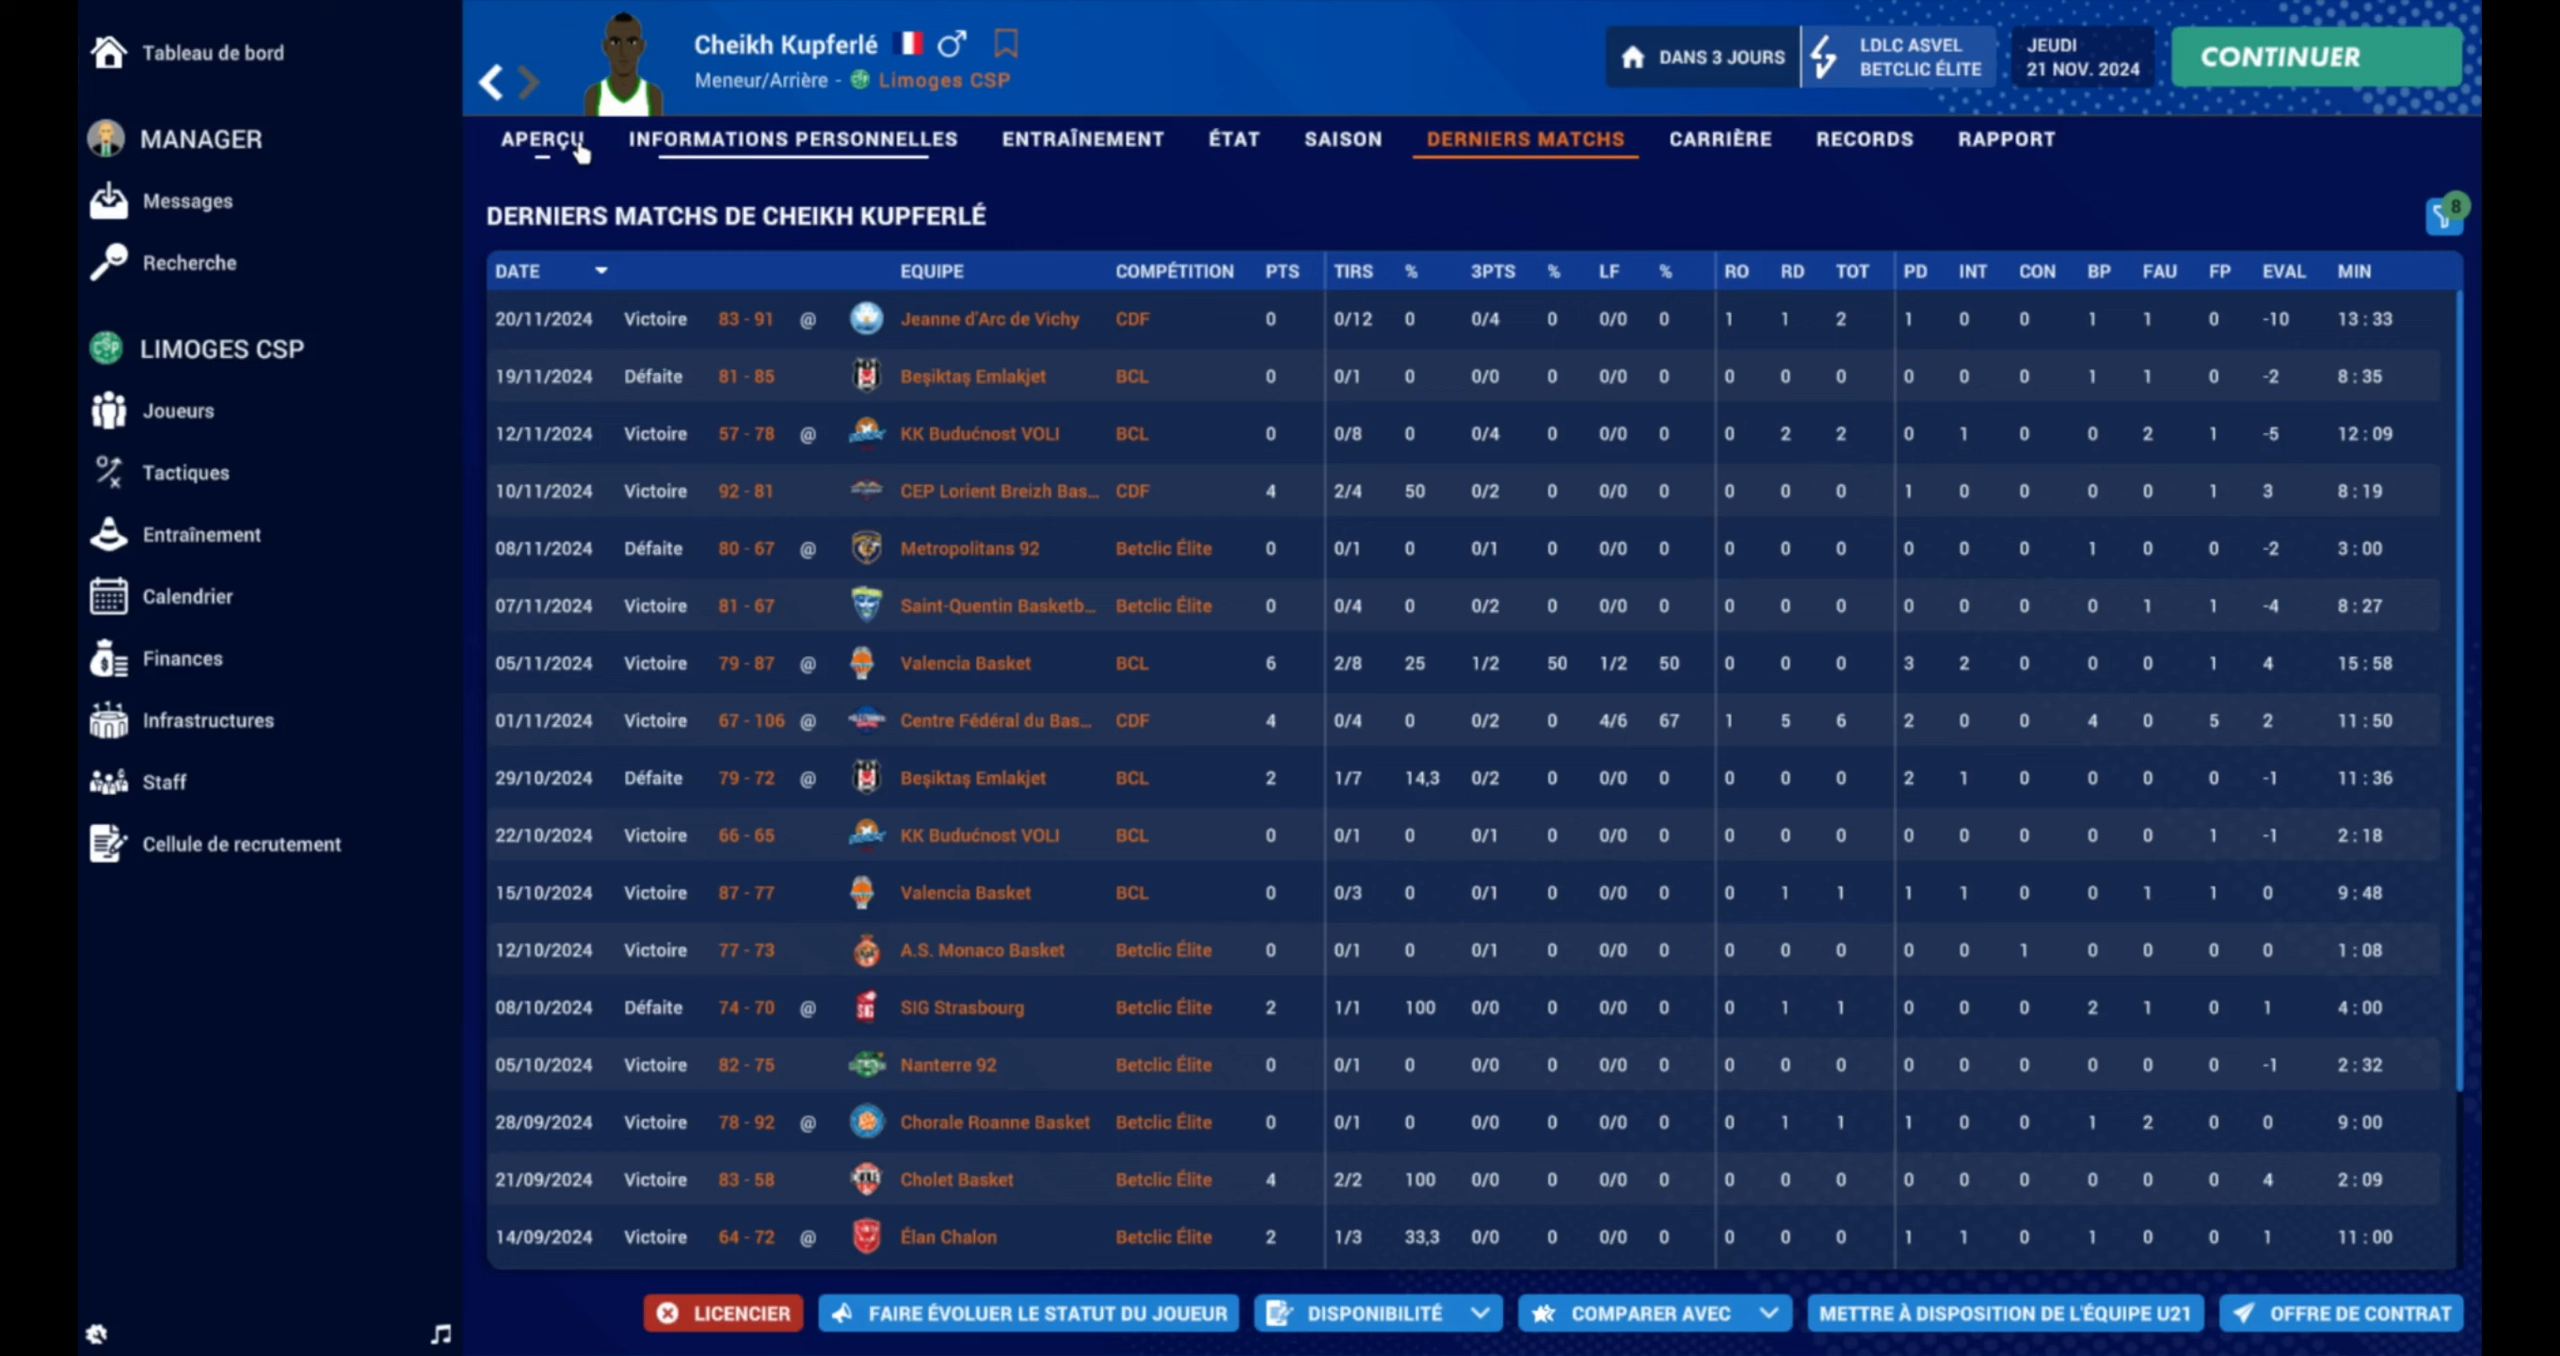 Tableau de bord
MANAGER
Messages
Recherche
LIMOGES CSP
Joueurs
Tactiques
Entraînement
Calendrier
Finances
Infrastructures
Staff
Cellule de recrutement
Cheikh Kupferlé
Meneur/Arrière - Limoges CSP
DANS 3 JOURS
LDLC ASVEL
BETCLIC ÉLITE
JEUDI
21 NOV. 2024
CONTINUER
APERÇU INFORMATIONS PERSONNELLES ENTRAÎNEMENT ÉTAT SAISON DERNIERS MATCHS CARRIÈRE RECORDS RAPPORT
DERNIERS MATCHS DE CHEIKH KUPFERLÉ
8
DATE EQUIPE COMPÉTITION PTS TIRS % 3PTS % LF % RO RD TOT PD INT CON BP FAU FP EVAL MIN
20/11/2024 Victoire 83 - 91 @ Jeanne d'Arc de Vichy CDF 0 0/12 0 0/4 0 0/0 0 1 1 2 1 0 0 1 1 0 -10 13 : 33
19/11/2024 Défaite 81 - 85 Beşiktaş Emlakjet BCL 0 0/1 0 0/0 0 0/0 0 0 0 0 0 0 0 1 1 0 -2 8 : 35
12/11/2024 Victoire 57 - 78 @ KK Budućnost VOLI BCL 0 0/8 0 0/4 0 0/0 0 0 2 2 0 1 0 0 2 1 -5 12 : 09
10/11/2024 Victoire 92 - 81 CEP Lorient Breizh Bas... CDF 4 2/4 50 0/2 0 0/0 0 0 0 0 1 0 0 0 0 1 3 8 : 19
08/11/2024 Défaite 80 - 67 @ Metropolitans 92 Betclic Élite 0 0/1 0 0/1 0 0/0 0 0 0 0 0 0 0 1 0 0 -2 3 : 00
07/11/2024 Victoire 81 - 67 Saint-Quentin Basketb... Betclic Élite 0 0/4 0 0/2 0 0/0 0 0 0 0 0 0 0 0 1 1 -4 8 : 27
05/11/2024 Victoire 79 - 87 @ Valencia Basket BCL 6 2/8 25 1/2 50 1/2 50 0 0 0 3 2 0 0 0 1 4 15 : 58
01/11/2024 Victoire 67 - 106 @ Centre Fédéral du Bas... CDF 4 0/4 0 0/2 0 4/6 67 1 5 6 2 0 0 4 0 5 2 11 : 50
29/10/2024 Défaite 79 - 72 @ Beşiktaş Emlakjet BCL 2 1/7 14,3 0/2 0 0/0 0 0 0 0 2 1 0 0 0 0 -1 11 : 36
22/10/2024 Victoire 66 - 65 KK Budućnost VOLI BCL 0 0/1 0 0/1 0 0/0 0 0 0 0 0 0 0 0 0 1 -1 2 : 18
15/10/2024 Victoire 87 - 77 Valencia Basket BCL 0 0/3 0 0/1 0 0/0 0 0 1 1 1 1 0 0 1 1 0 9 : 48
12/10/2024 Victoire 77 - 73 A.S. Monaco Basket Betclic Élite 0 0/1 0 0/1 0 0/0 0 0 0 0 0 0 1 0 0 0 0 1 : 08
08/10/2024 Défaite 74 - 70 @ SIG Strasbourg Betclic Élite 2 1/1 100 0/0 0 0/0 0 0 1 1 0 0 0 2 1 0 1 4 : 00
05/10/2024 Victoire 82 - 75 Nanterre 92 Betclic Élite 0 0/1 0 0/0 0 0/0 0 0 0 0 0 0 0 0 0 0 -1 2 : 32
28/09/2024 Victoire 78 - 92 @ Chorale Roanne Basket Betclic Élite 0 0/1 0 0/0 0 0/0 0 0 1 1 1 0 0 1 2 0 0 9 : 00
21/09/2024 Victoire 83 - 58 Cholet Basket Betclic Élite 4 2/2 100 0/0 0 0/0 0 0 0 0 0 0 0 0 0 0 4 2 : 09
14/09/2024 Victoire 64 - 72 @ Élan Chalon Betclic Élite 2 1/3 33,3 0/0 0 0/0 0 0 0 0 1 1 0 1 0 0 1 11 : 00
LICENCIER FAIRE ÉVOLUER LE STATUT DU JOUEUR DISPONIBILITÉ COMPARER AVEC METTRE À DISPOSITION DE L'ÉQUIPE U21 OFFRE DE CONTRAT